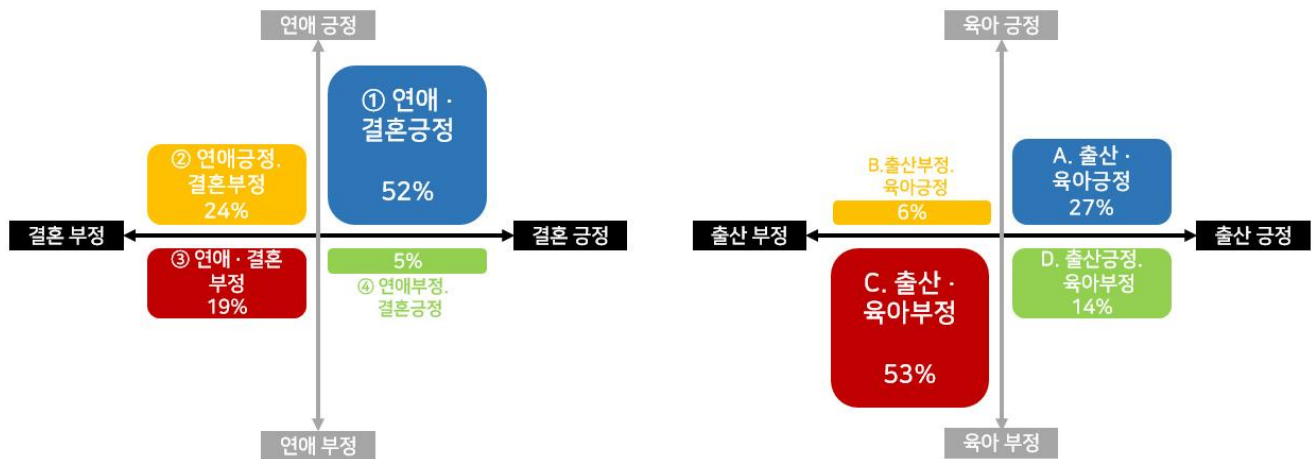 연애 긍정
① 연애 ·
결혼긍정
52%
② 연애긍정.
결혼부정
24%
결혼 부정
결혼 긍정
③ 연애 · 결혼
부정
19%
5%
④ 연애부정.
결혼긍정
연애 부정
육아 긍정
A. 출산 ·
육아긍정
27%
B.출산부정.
육아긍정
6%
출산 부정
출산 긍정
C. 출산 ·
육아부정
53%
D. 출산긍정.
육아부정
14%
육아 부정